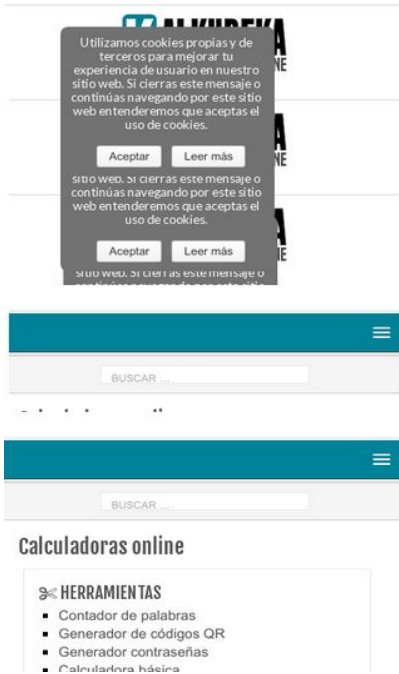 ALKUBEKA
NE
Utilizamos cookies propias y de
terceros para mejorar tu
experiencia de usuario en nuestro
sitio web. Si cierras este mensaje o
continúas navegando por este sitio
web entenderemos que aceptas el
uso de cookies.
A
Aceptar Leer más
NE
sitio web. Si cierras este mensaje o
continúas navegando por este sitio
web entenderemos que aceptas el
uso de cookies.
A
Aceptar Leer más
NE
sitio web. Si cierras este mensaje o
BUSCAR ...
BUSCAR ...
Calculadoras online
HERRAMIENTAS
Contador de palabras
Generador de códigos QR
Generador contraseñas
Calculadora básica